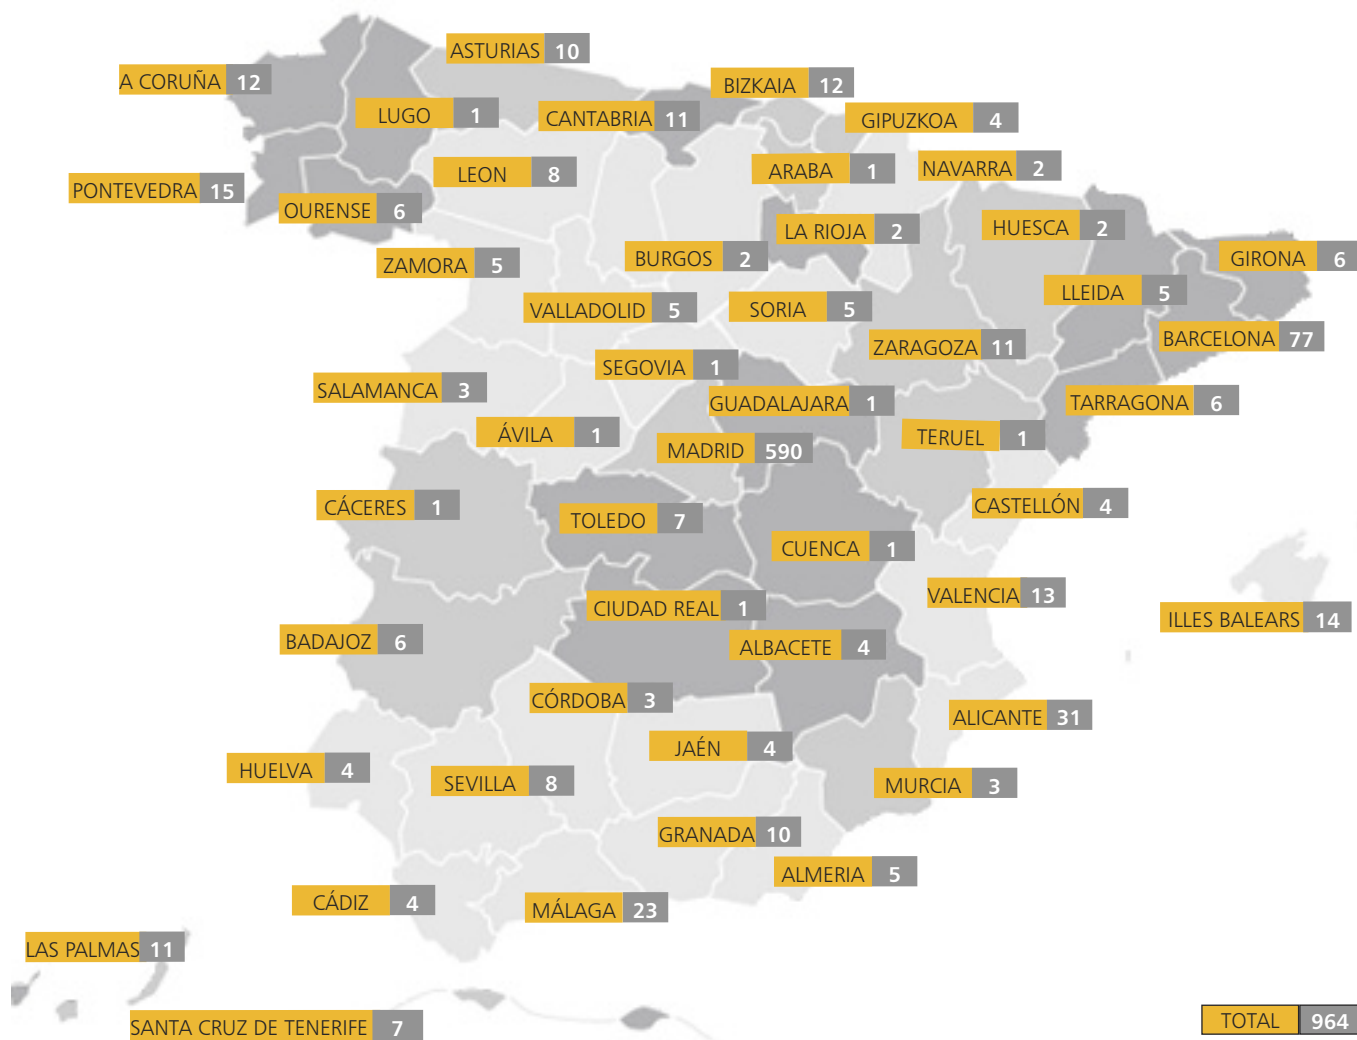 ASTURIAS 10
A CORUÑA 12
BIZKAIA 12
LUGO 1
CANTABRIA 11
GIPUZKOA 4
LEON 8
ARABA 1
NAVARRA 2
PONTEVEDRA 15
OURENSE 6
LA RIOJA 2
HUESCA 2
ZAMORA 5
BURGOS 2
GIRONA 6
LLEIDA 5
VALLADOLID 5
SORIA 5
BARCELONA 77
ZARAGOZA 11
SEGOVIA 1
SALAMANCA 3
GUADALAJARA 1
TARRAGONA 6
ÁVILA 1
TERUEL 1
MADRID 590
CÁCERES 1
CASTELLÓN 4
TOLEDO 7
CUENCA 1
VALENCIA 13
CIUDAD REAL 1
ILLES BALEARS 14
BADAJOZ 6
ALBACETE 4
CÓRDOBA 3
ALICANTE 31
JAÉN 4
HUELVA 4
SEVILLA 8
MURCIA 3
GRANADA 10
ALMERIA 5
CÁDIZ 4
MÁLAGA 23
LAS PALMAS 11
SANTA CRUZ DE TENERIFE 7
TOTAL 964